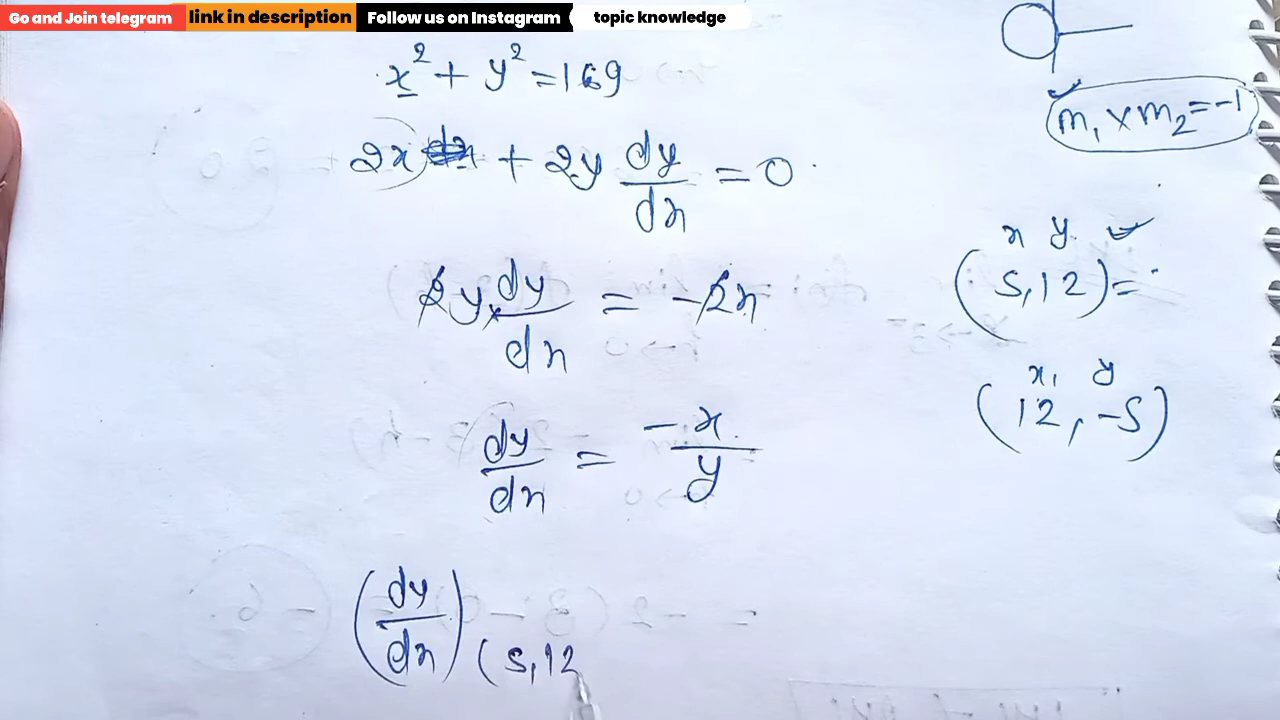 Go and Join telegram link in description Follow us on Instagram topic knowledge
x² + y² = 169
m₁ × m₂ = -1
2x + 2y dy/dx = 0
x y
(5,12) =
2y × dy/dx = -2x
x, y
(12, -5)
dy/dx = -x/y
(dy/dx) (5,12